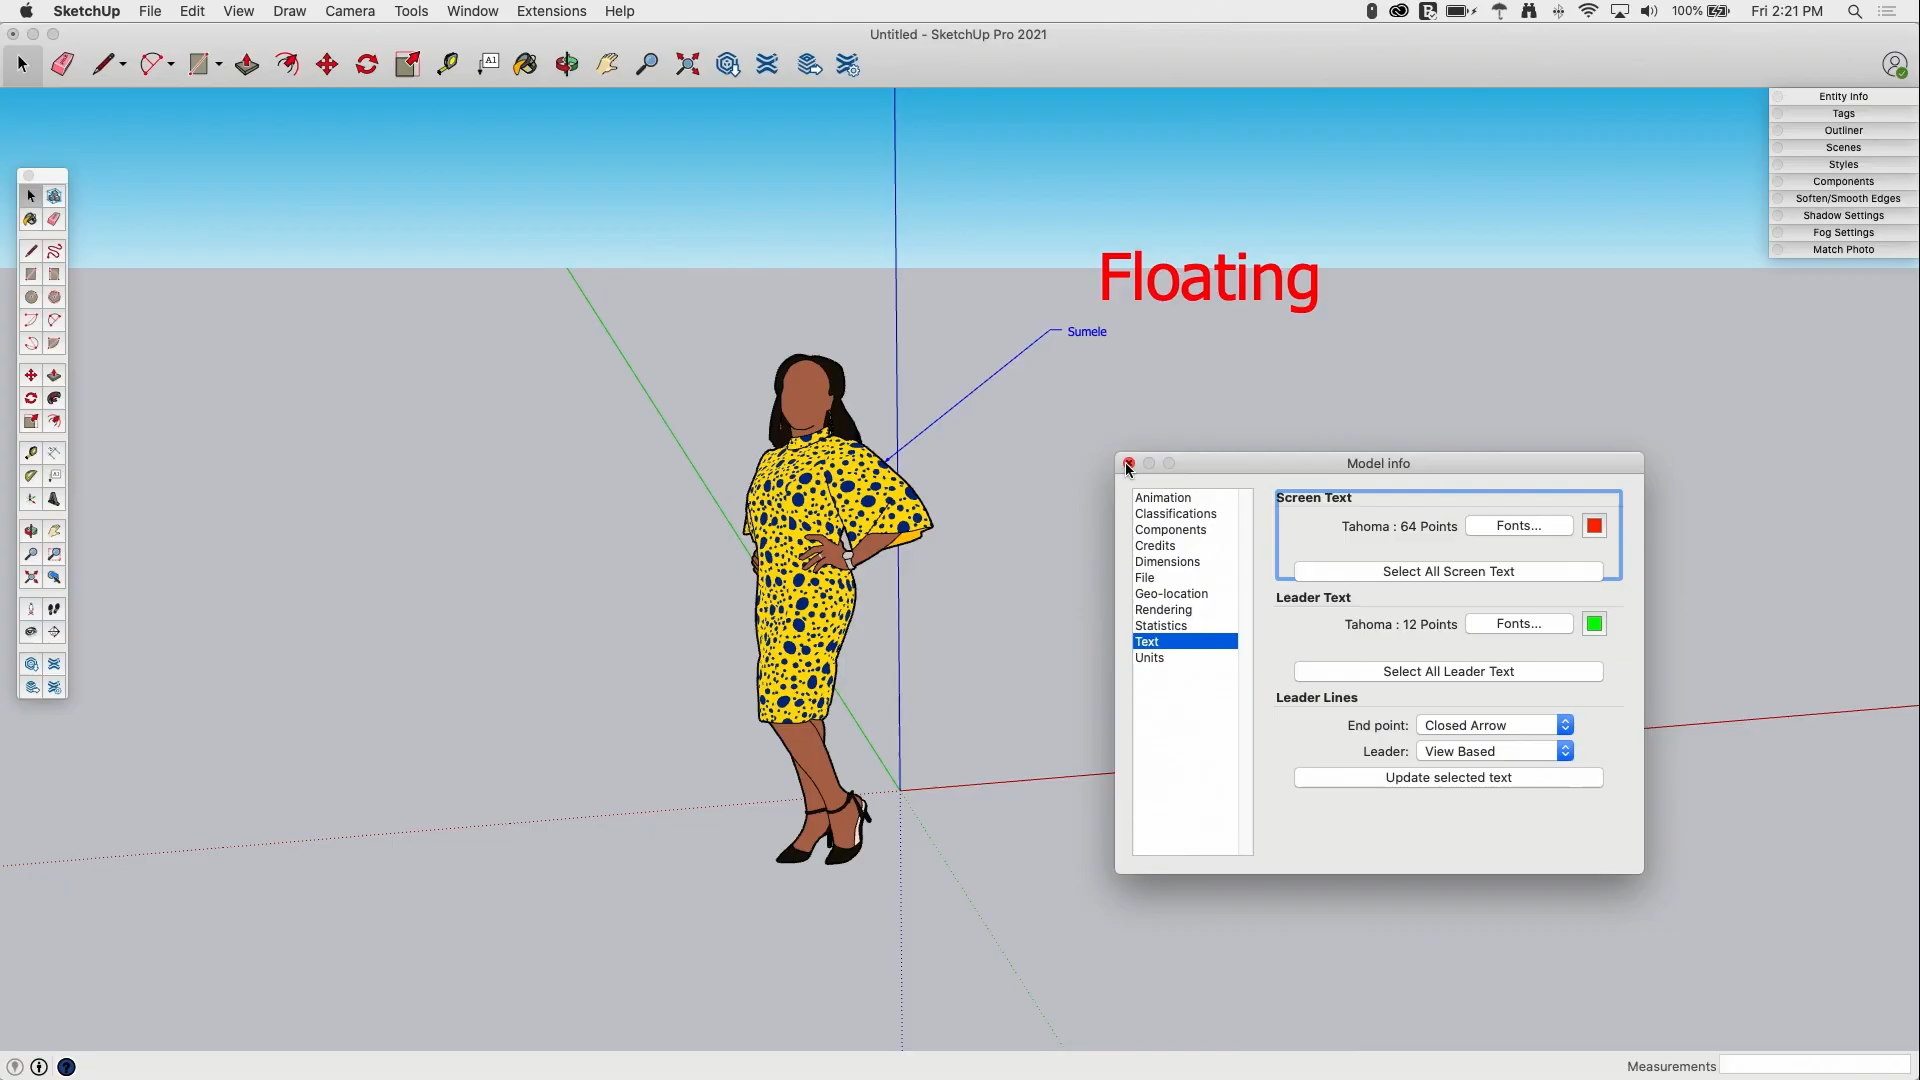 SketchUp File Edit View Draw Camera Tools Window Extensions Help
100% Fri 2:21 PM
Untitled - SketchUp Pro 2021
A1
Entity Info
Tags
Outliner
Scenes
Styles
Components
Soften/Smooth Edges
Shadow Settings
Fog Settings
Match Photo
Floating
Sumele
Model info
Animation
Classifications
Components
Credits
Dimensions
File
Geo-location
Rendering
Statistics
Text
Units
Screen Text
Tahoma : 64 Points Fonts...
Select All Screen Text
Leader Text
Tahoma : 12 Points Fonts...
Select All Leader Text
Leader Lines
End point: Closed Arrow
Leader: View Based
Update selected text
Measurements